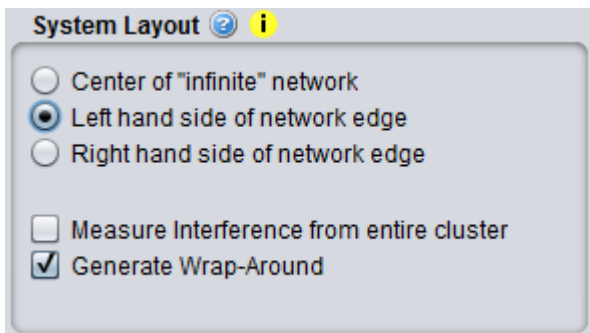 System Layout ? i
Center of "infinite" network
Left hand side of network edge
Right hand side of network edge
Measure Interference from entire cluster
Generate Wrap-Around